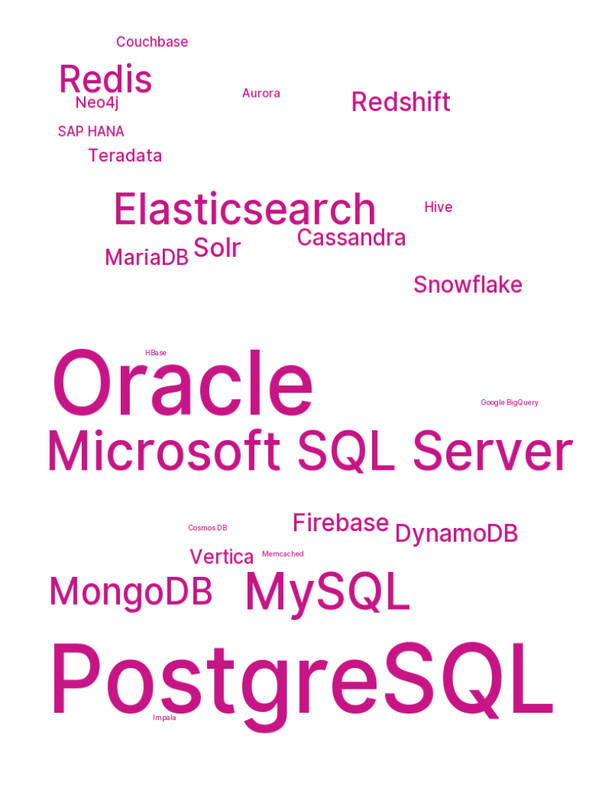 Couchbase
Redis
Neo4j
Aurora
Redshift
SAP HANA
Teradata
Elasticsearch
Hive
Cassandra
Solr
MariaDB
Snowflake
HBase
Oracle
Google BigQuery
Microsoft SQL Server
Firebase
Cosmos DB
DynamoDB
Vertica
Memcached
MongoDB
MySQL
PostgreSQL
Impala